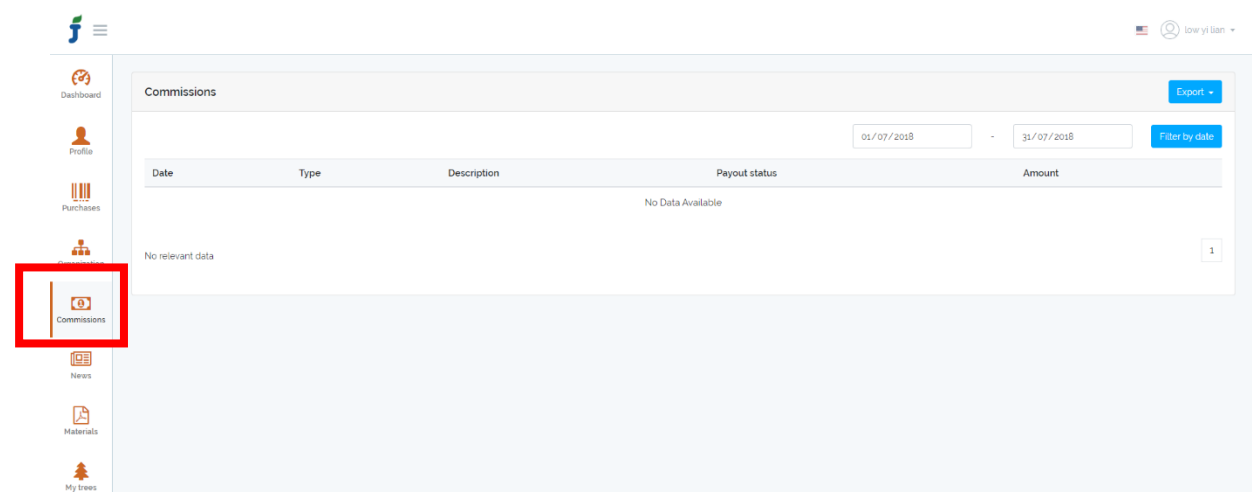 low yi lian
Dashboard
Commissions
Export
Profile
01/07/2018 - 31/07/2018 Filter by date
Date Type Description Payout status Amount
Purchases
No Data Available
Organization
No relevant data 1
Commissions
News
Materials
My trees